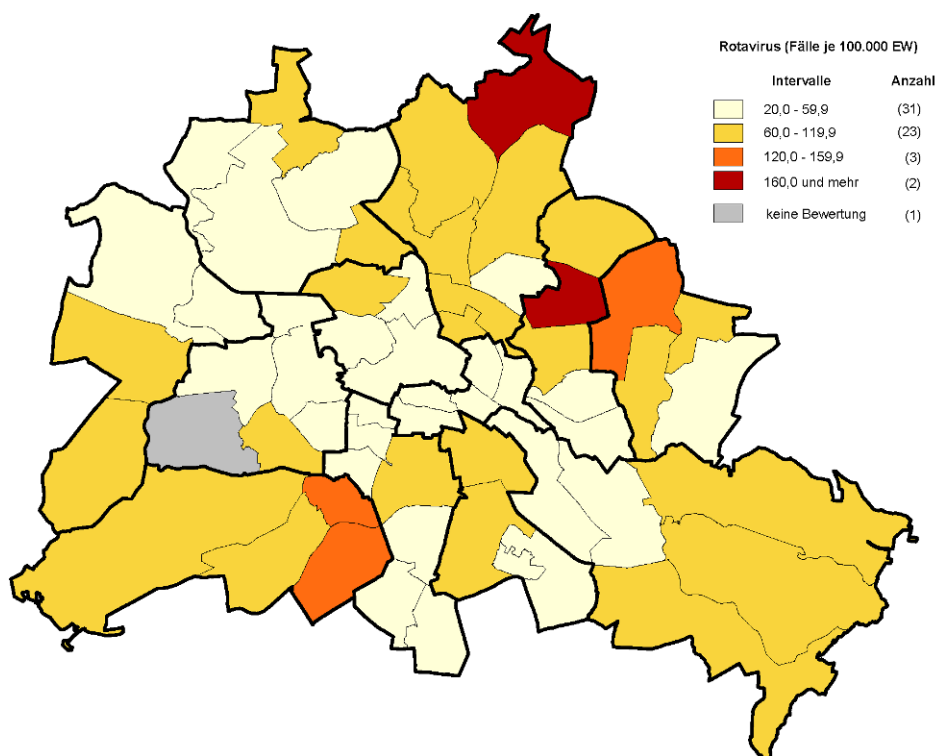 Rotavirus (Fälle je 100.000 EW)
Intervalle Anzahl
20,0 - 59,9 (31)
60,0 - 119,9 (23)
120,0 - 159,9 (3)
160,0 und mehr (2)
keine Bewertung (1)